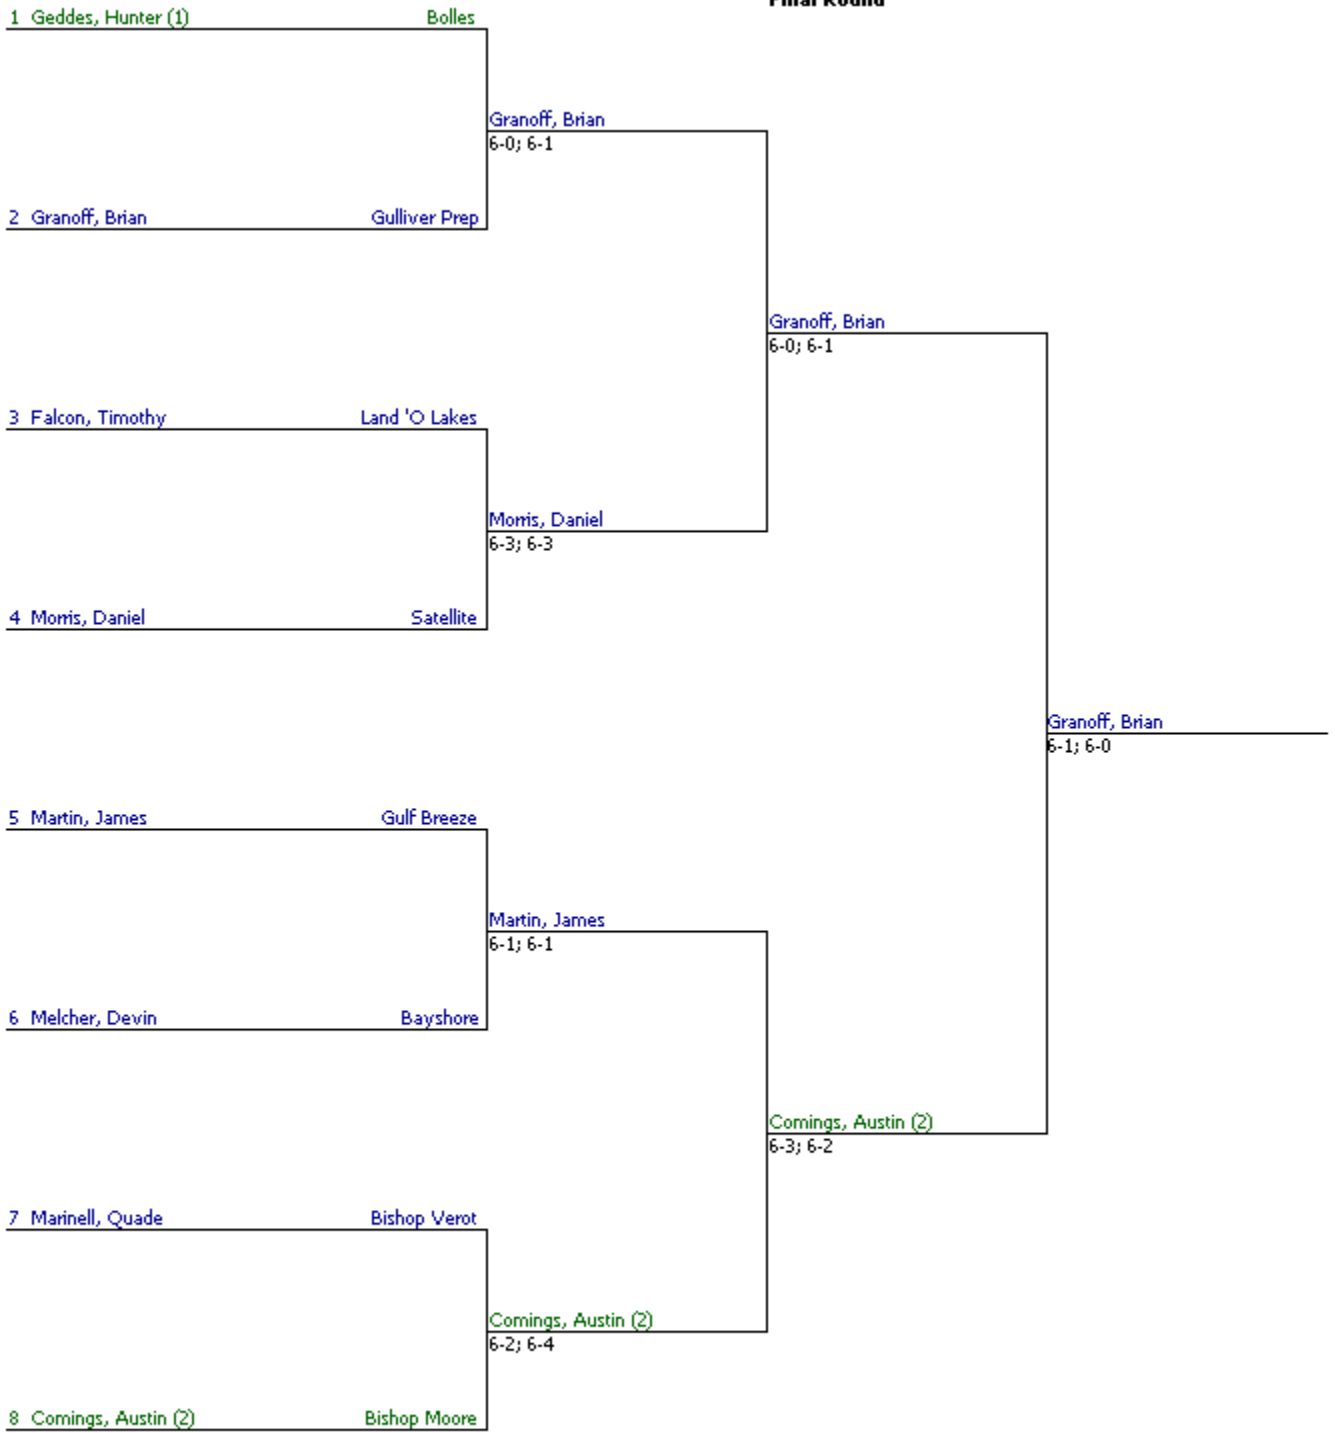 Final Round
1 Geddes, Hunter (1) Bolles
Granoff, Brian
6-0; 6-1
2 Granoff, Brian Gulliver Prep
Granoff, Brian
6-0; 6-1
3 Falcon, Timothy Land 'O Lakes
Morris, Daniel
6-3; 6-3
4 Morris, Daniel Satellite
Granoff, Brian
6-1; 6-0
5 Martin, James Gulf Breeze
Martin, James
6-1; 6-1
6 Melcher, Devin Bayshore
Comings, Austin (2)
6-3; 6-2
7 Marinell, Quade Bishop Verot
Comings, Austin (2)
6-2; 6-4
8 Comings, Austin (2) Bishop Moore